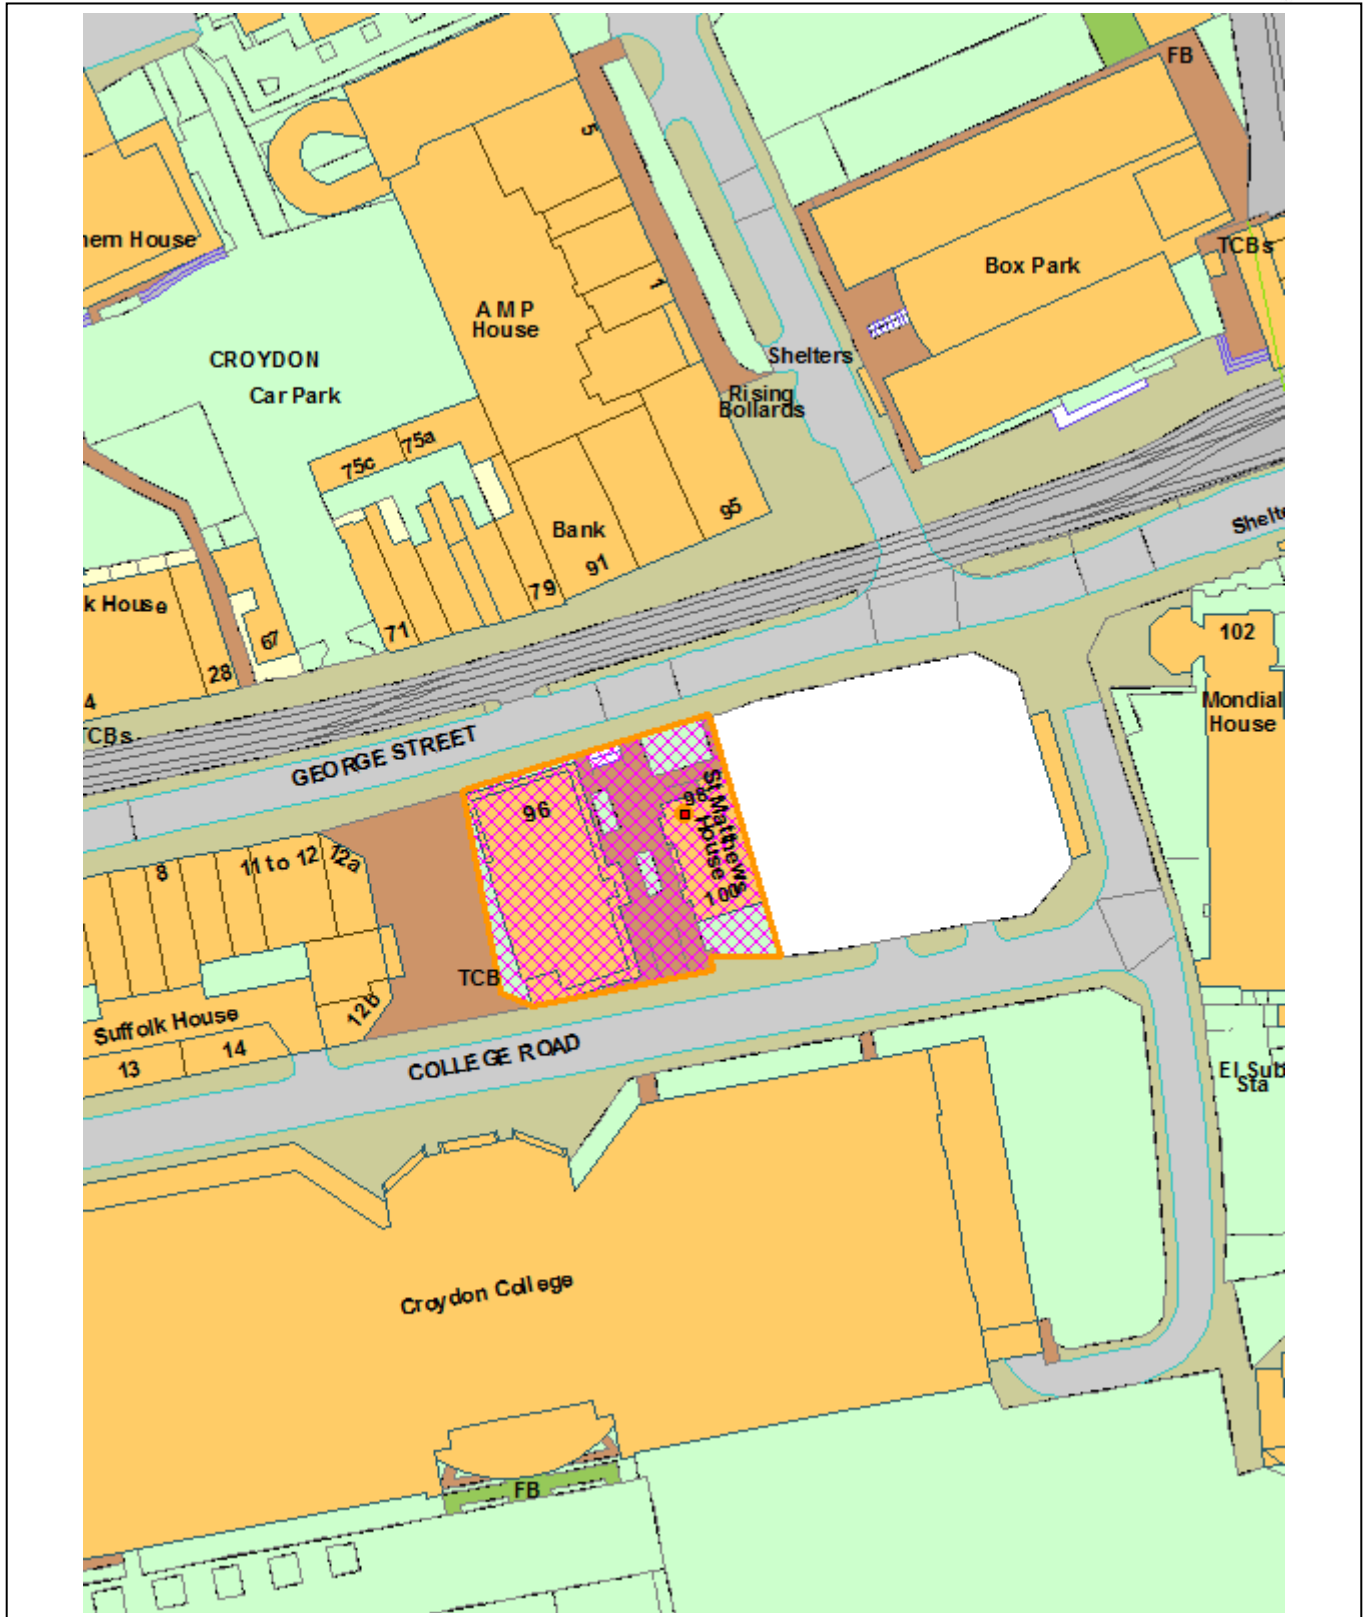 FB
5
TCBs
hern House
Box Park
1
A M P
House
Shelters
CROYDON
Car Park
Rising
Bollards
75c
75a
95
Bank
91
Shelte
79
k House
71
67
102
28
4
Mondial
House
TCBs
GEORGE STREET
96
98
St Matthews
House
100
8
11 to 12
12a
TCB
12b
Suffolk House
14
13
COLLEGE ROAD
El Sub
Sta
Croydon College
FB